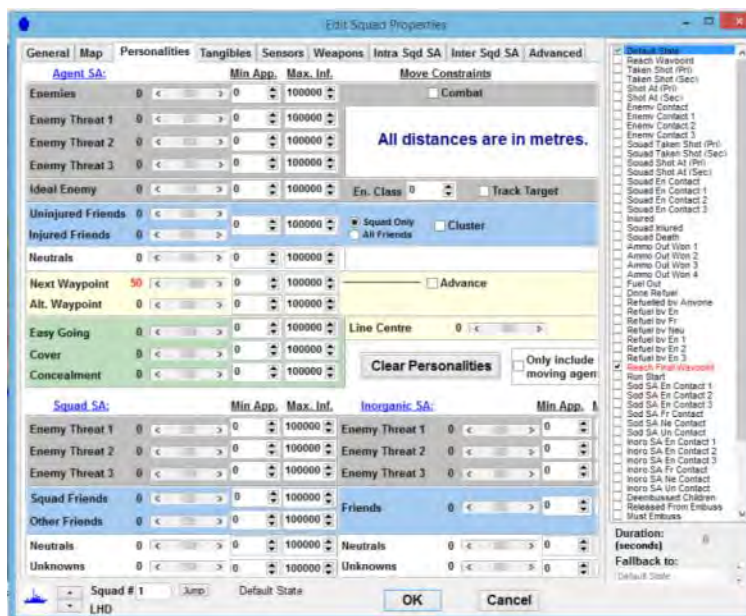 Edit Squad Properties
General Map Personalities Tangibles Sensors Weapons Intra Sqd SA Inter Sqd SA Advanced
Agent SA: Min App. Max. Inf. Move Constraints
Enemies 0 0 100000 Combat
Enemy Threat 1 0 0 100000
Enemy Threat 2 0 0 100000
Enemy Threat 3 0 0 100000
All distances are in metres.
Ideal Enemy 0 0 100000 En. Class 0 Track Target
Uninjured Friends 0 0 100000 Squad Only Cluster
Injured Friends 0 All Friends
Neutrals 0 0 100000
Next Waypoint 50 0 100000 Advance
Alt. Waypoint 0 0 100000
Easy Going 0 0 100000 Line Centre 0
Cover 0 0 100000
Concealment 0 0 100000
Clear Personalities Only include
moving agen
Squad SA: Min App. Max. Inf. Inorganic SA: Min App. M
Enemy Threat 1 0 0 100000 Enemy Threat 1 0 0
Enemy Threat 2 0 0 100000 Enemy Threat 2 0 0
Enemy Threat 3 0 0 100000 Enemy Threat 3 0 0
Squad Friends 0 0 100000 Friends 0 0
Other Friends 0 0 100000
Neutrals 0 0 100000 Neutrals 0 0
Unknowns 0 0 100000 Unknowns 0 0
Squad # 1 Jump Default State
LHD
OK Cancel
Default State
Reach Waypoint
Taken Shot (Pri)
Taken Shot (Sec)
Shot At (Pri)
Shot At (Sec)
Enemy Contact
Enemy Contact 1
Enemy Contact 2
Enemy Contact 3
Squad Taken Shot (Pri)
Squad Taken Shot (Sec)
Squad Shot At (Pri)
Squad Shot At (Sec)
Squad En Contact
Squad En Contact 1
Squad En Contact 2
Squad En Contact 3
Injured
Squad Injured
Squad Death
Ammo Out Wpn 1
Ammo Out Wpn 2
Ammo Out Wpn 3
Ammo Out Wpn 4
Fuel Out
Done Refuel
Refuelled by Anyone
Refuel by En
Refuel by Fr
Refuel by Neu
Refuel by En 1
Refuel by En 2
Refuel by En 3
Reach Final Waypoint
Run Start
Sqd SA En Contact 1
Sqd SA En Contact 2
Sqd SA En Contact 3
Sqd SA Fr Contact
Sqd SA Ne Contact
Sqd SA Un Contact
Inorg SA En Contact 1
Inorg SA En Contact 2
Inorg SA En Contact 3
Inorg SA Fr Contact
Inorg SA Ne Contact
Inorg SA Un Contact
Deembussed Children
Released From Embuss
Must Embuss
Duration: 0
(seconds)
Fallback to:
Default State